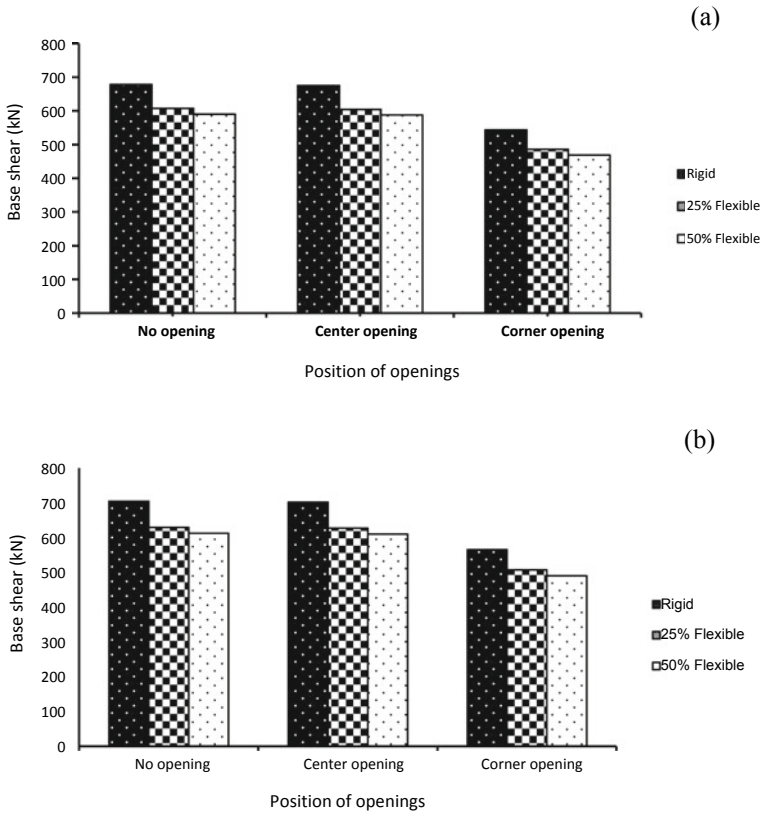 (a)
800
700
600
500
400
300
200
100
0
Base shear (kN)
No opening
Center opening
Corner opening
Position of openings
Rigid
25% Flexible
50% Flexible
(b)
800
700
600
500
400
300
200
100
0
Base shear (kN)
No opening
Center opening
Corner opening
Position of openings
Rigid
25% Flexible
50% Flexible